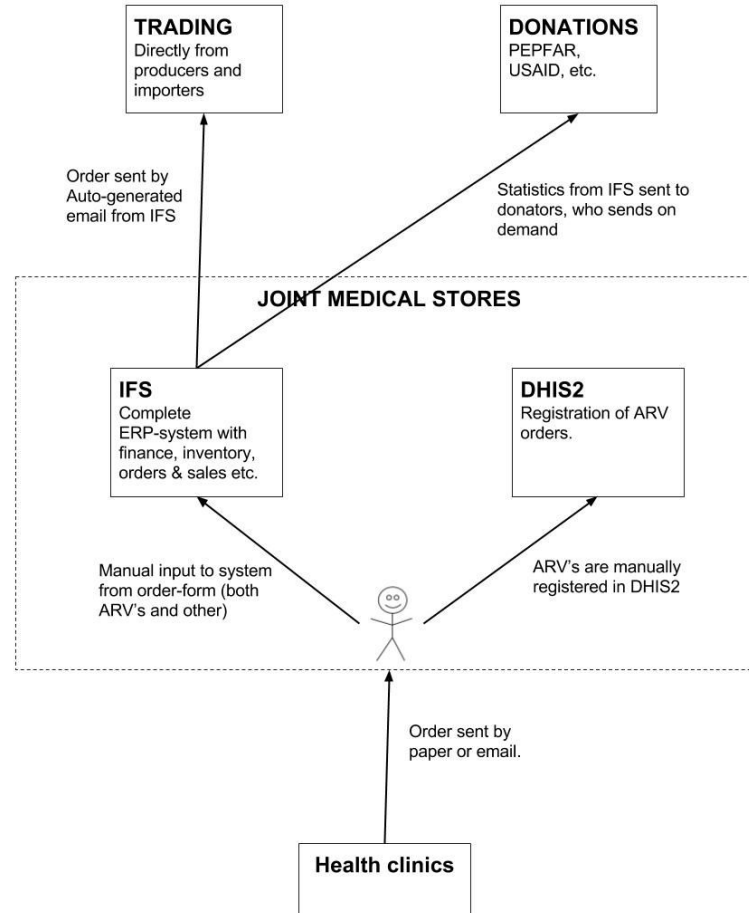 TRADING
Directly from
producers and
importers
DONATIONS
PEPFAR,
USAID, etc.
Order sent by
Auto-generated
email from IFS
Statistics from IFS sent to
donators, who sends on
demand
JOINT MEDICAL STORES
IFS
Complete
ERP-system with
finance, inventory,
orders & sales etc.
DHIS2
Registration of ARV
orders.
Manual input to system
from order-form (both
ARV's and other)
ARV's are manually
registered in DHIS2
Order sent by
paper or email.
Health clinics